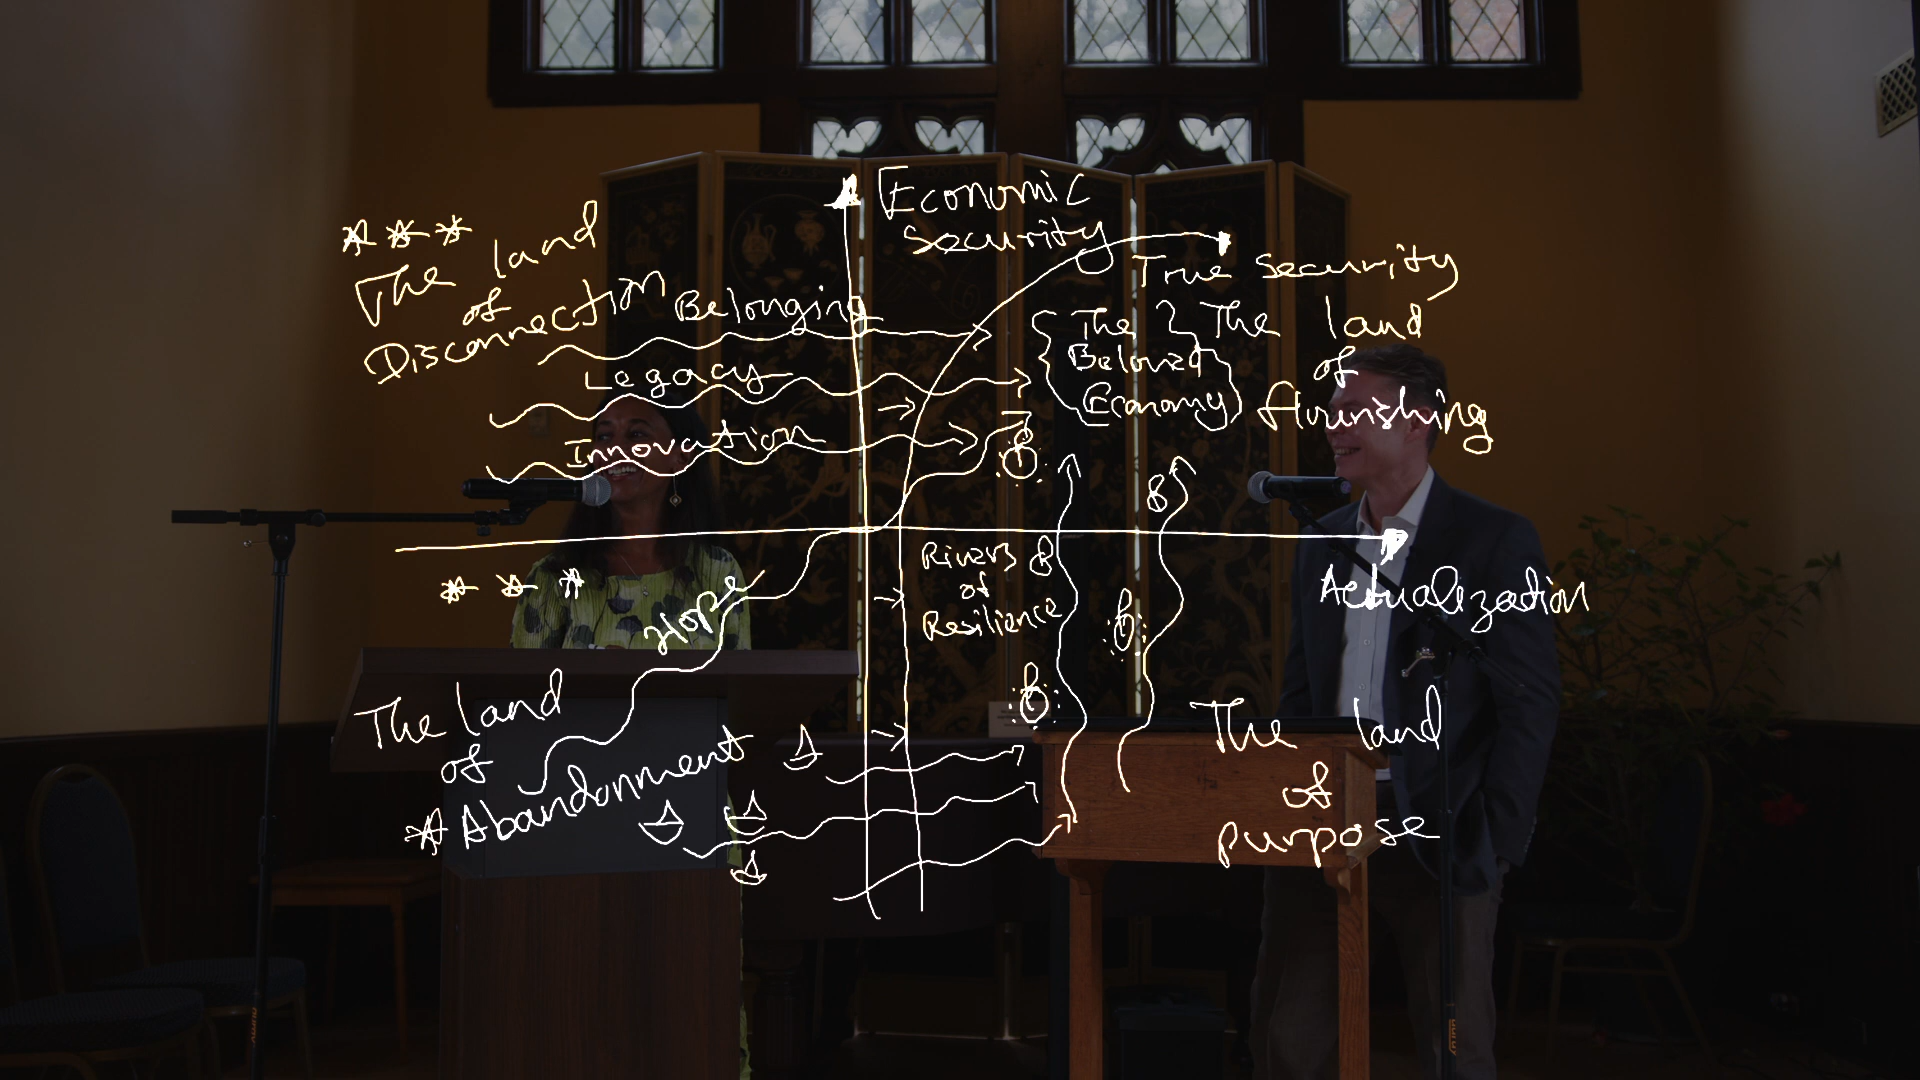 Economic
security
The land
of
Disconnection
Belonging
Legacy
Innovation
True security
The
Beloved
Economy
The land
of
flourishing
Actualization
Rivers
of
Resilience
Hope
The land
of
Abandonment
The land
of
purpose